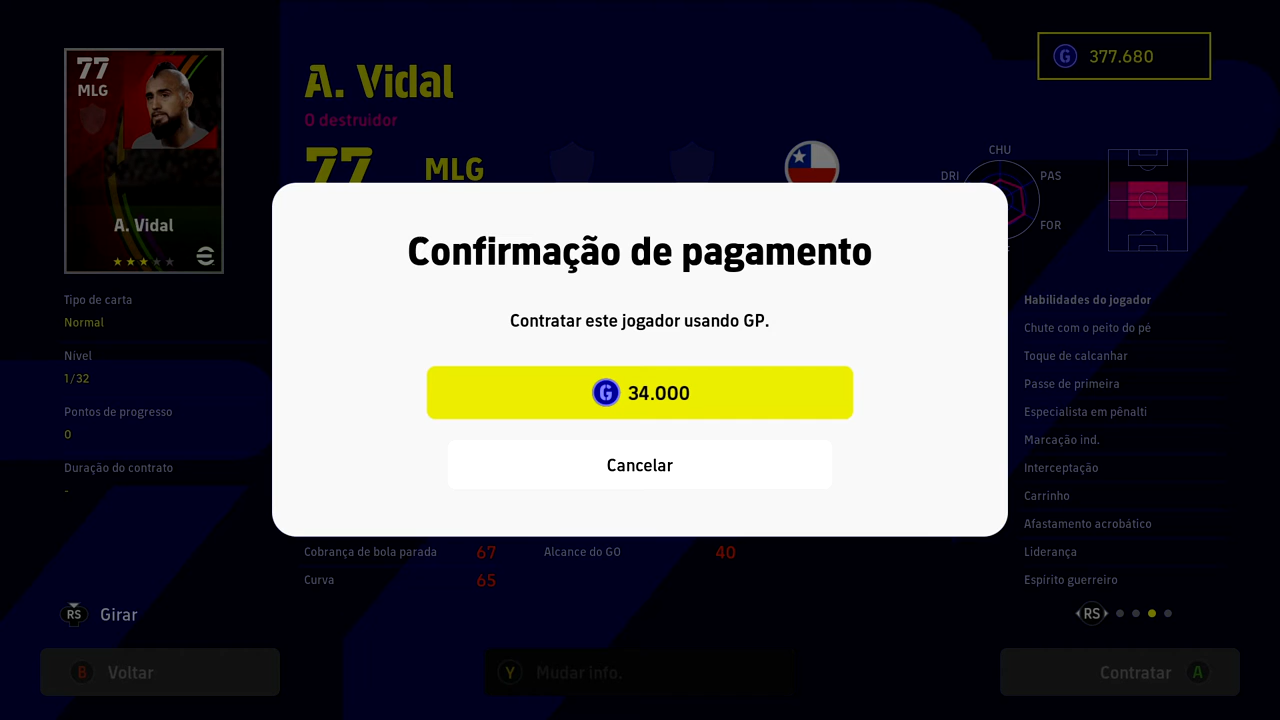 77
MLG
A. Vidal
Tipo de carta
Normal
Nível
1/32
Pontos de progresso
0
Duração do contrato
-
A. Vidal
O destruidor
77
MLG
G 377.680
CHU
DRI
PAS
FOR
Confirmação de pagamento
Contratar este jogador usando GP.
G 34.000
Cancelar
Cobrança de bola parada 67
Alcance do GO 40
Curva 65
Habilidades do jogador
Chute com o peito do pé
Toque de calcanhar
Passe de primeira
Especialista em pênalti
Marcação ind.
Interceptação
Carrinho
Afastamento acrobático
Liderança
Espírito guerreiro
RS Girar
RS
B Voltar
Y Mudar info.
Contratar A